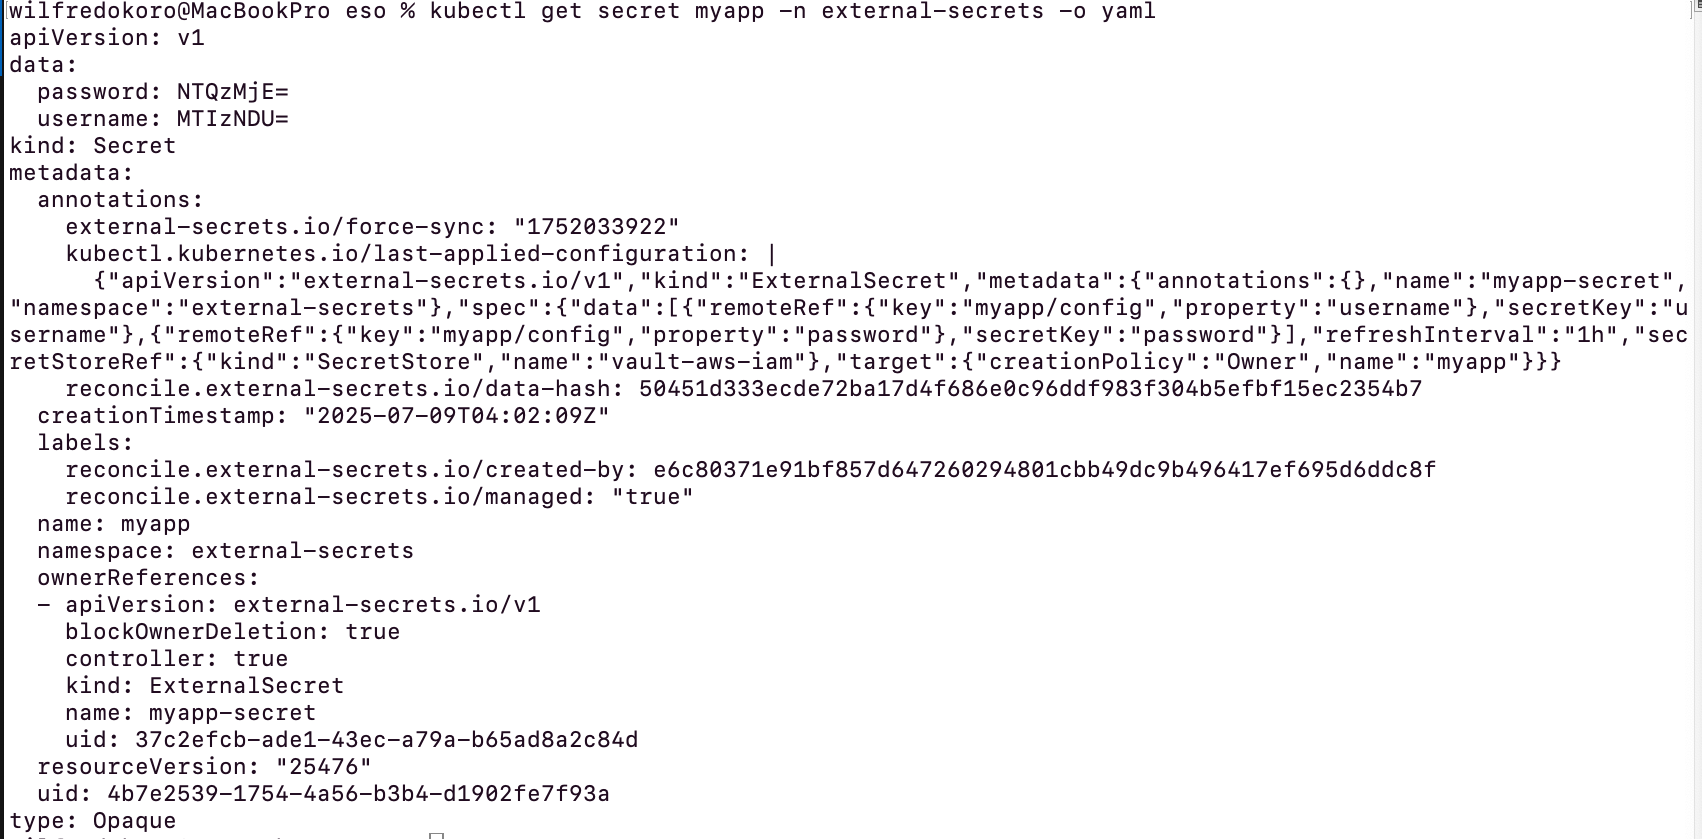 wilfredokoro@MacBookPro eso % kubectl get secret myapp -n external-secrets -o yaml
apiVersion: v1
data:
  password: NTQzMjE=
  username: MTIzNDU=
kind: Secret
metadata:
  annotations:
    external-secrets.io/force-sync: "1752033922"
    kubectl.kubernetes.io/last-applied-configuration: |
      {"apiVersion":"external-secrets.io/v1","kind":"ExternalSecret","metadata":{"annotations":{},"name":"myapp-secret",
"namespace":"external-secrets"},"spec":{"data":[{"remoteRef":{"key":"myapp/config","property":"username"},"secretKey":"u
sername"},{"remoteRef":{"key":"myapp/config","property":"password"},"secretKey":"password"}],"refreshInterval":"1h","sec
retStoreRef":{"kind":"SecretStore","name":"vault-aws-iam"},"target":{"creationPolicy":"Owner","name":"myapp"}}}
    reconcile.external-secrets.io/data-hash: 50451d333ecde72ba17d4f686e0c96ddf983f304b5efbf15ec2354b7
  creationTimestamp: "2025-07-09T04:02:09Z"
  labels:
    reconcile.external-secrets.io/created-by: e6c80371e91bf857d647260294801cbb49dc9b496417ef695d6ddc8f
    reconcile.external-secrets.io/managed: "true"
  name: myapp
  namespace: external-secrets
  ownerReferences:
  - apiVersion: external-secrets.io/v1
    blockOwnerDeletion: true
    controller: true
    kind: ExternalSecret
    name: myapp-secret
    uid: 37c2efcb-ade1-43ec-a79a-b65ad8a2c84d
  resourceVersion: "25476"
  uid: 4b7e2539-1754-4a56-b3b4-d1902fe7f93a
type: Opaque